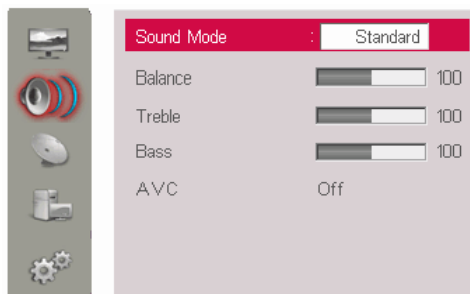 Sound Mode : Standard
Balance 100
Treble 100
Bass 100
AVC Off